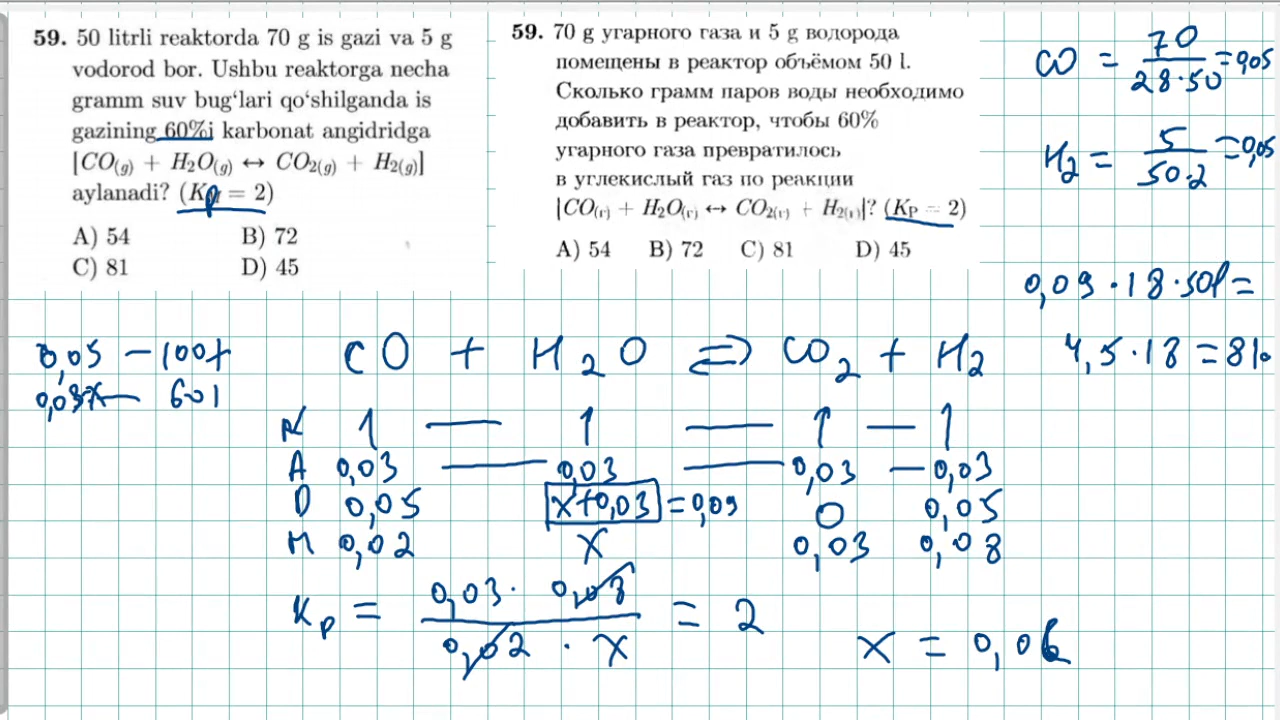 59. 50 litrli reaktorda 70 g is gazi va 5 g
vodorod bor. Ushbu reaktorga necha
gramm suv bug‘lari qo‘shilganda is
gazining 60%i karbonat angidridga
[CO(g) + H₂O(g) ↔ CO₂(g) + H₂(g)]
aylanadi? (Kp = 2)
A) 54 B) 72
C) 81 D) 45
59. 70 g угарного газа и 5 g водорода
помещены в реактор объёмом 50 l.
Сколько грамм паров воды необходимо
добавить в реактор, чтобы 60%
угарного газа превратилось
в углекислый газ по реакции
[CO(г) + H₂O(г) ↔ CO₂(г) + H₂(г)]? (KP = 2)
A) 54 B) 72 C) 81 D) 45
CO = 70 / 28·50 = 0,05
H₂ = 5 / 50·2 = 0,05
0,09 · 18 · 50l =
4,5 · 18 = 81
0,05 — 100%
0,03 x — 60
CO + H₂O ⇌ CO₂ + H₂
K 1 — 1 — 1 — 1
A 0,03 — 0,03 — 0,03 — 0,03
D 0,05 x+0,03 = 0,09 0 0,05
M 0,02 x 0,03 0,08
Kp = 0,03 · 0,08 / 0,02 · x = 2
x = 0,06